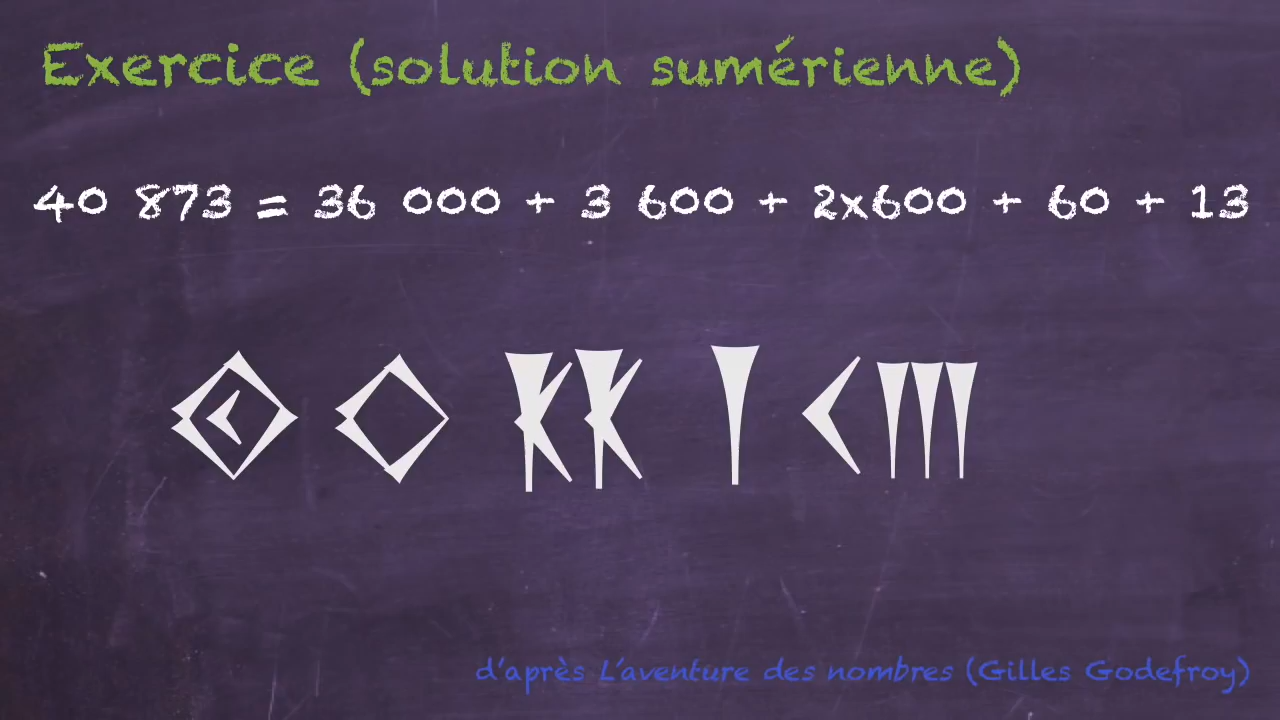 Exercice (solution sumérienne)
40 873 = 36 000 + 3 600 + 2x600 + 60 + 13
d'après L'aventure des nombres (Gilles Godefroy)